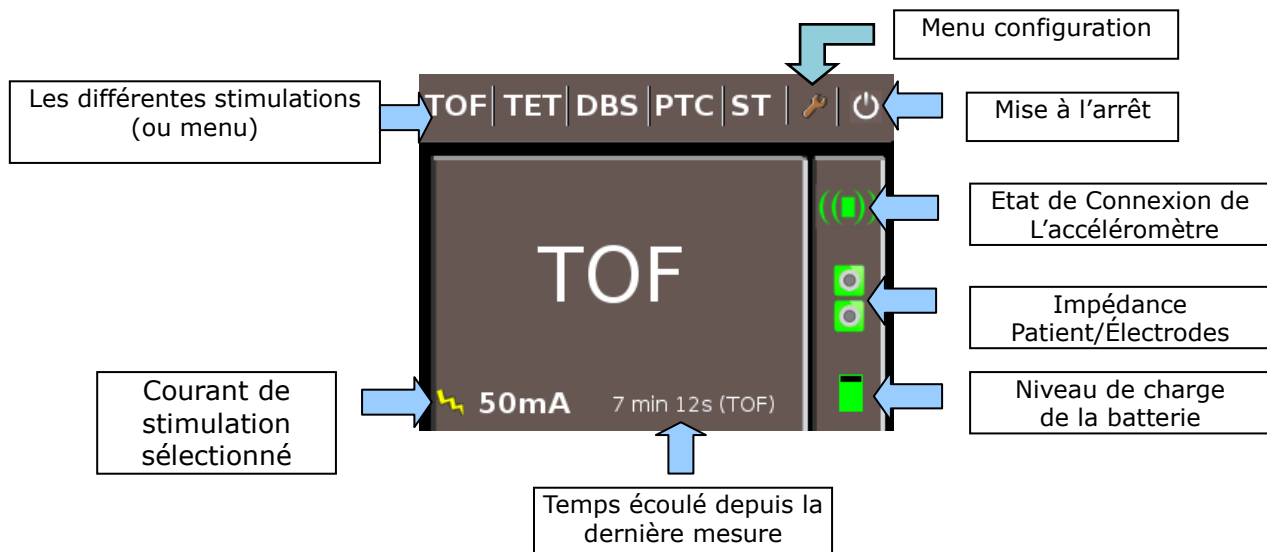 Menu configuration
Les différentes stimulations
(ou menu)
TOF TET DBS PTC ST
Mise à l'arrêt
Etat de Connexion de
L'accéléromètre
TOF
Impédance
Patient/Électrodes
Courant de
stimulation
sélectionné
50mA 7 min 12s (TOF)
Niveau de charge
de la batterie
Temps écoulé depuis la
dernière mesure